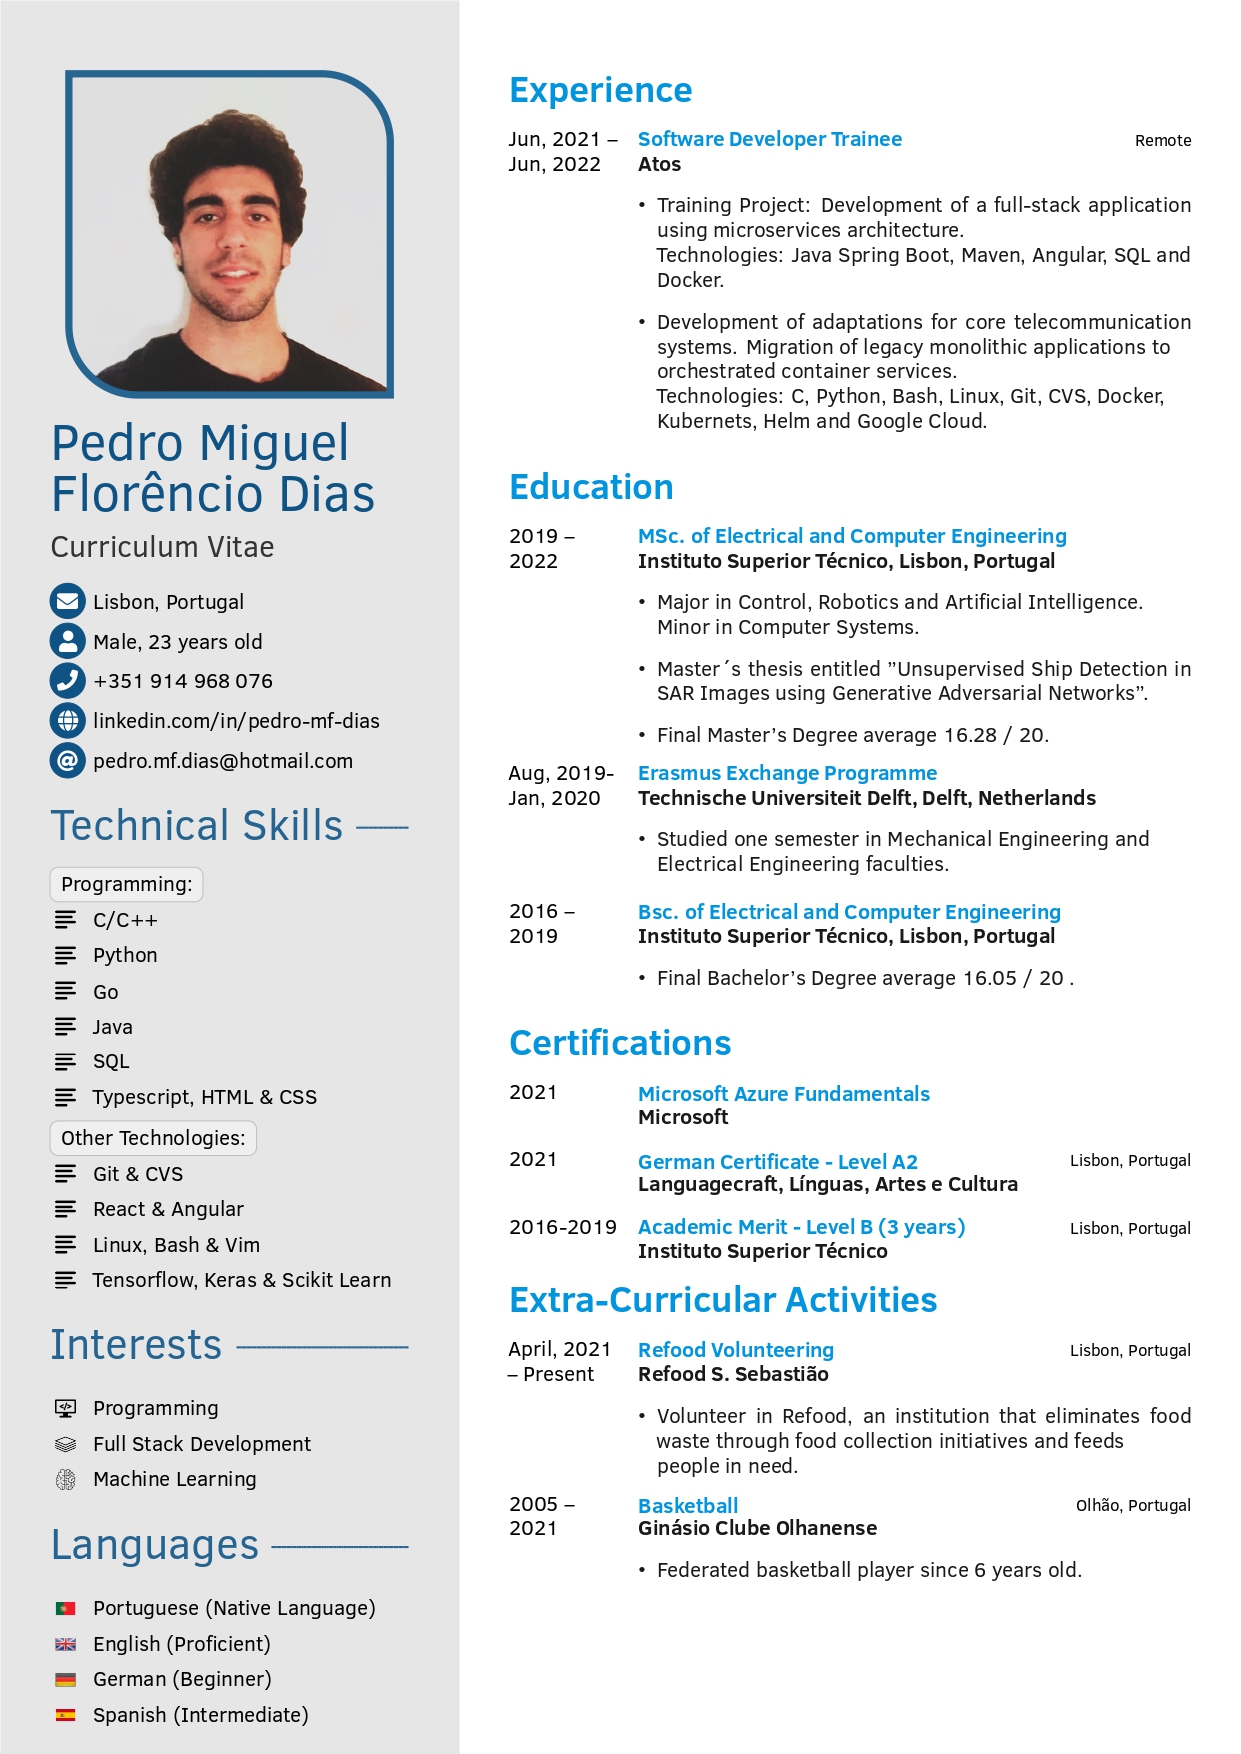 Pedro Miguel
Florêncio Dias
Curriculum Vitae
Lisbon, Portugal
Male, 23 years old
+351 914 968 076
linkedin.com/in/pedro-mf-dias
pedro.mf.dias@hotmail.com
Technical Skills
Programming:
C/C++
Python
Go
Java
SQL
Typescript, HTML & CSS
Other Technologies:
Git & CVS
React & Angular
Linux, Bash & Vim
Tensorflow, Keras & Scikit Learn
Interests
Programming
Full Stack Development
Machine Learning
Languages
Portuguese (Native Language)
English (Proficient)
German (Beginner)
Spanish (Intermediate)
Experience
Jun, 2021 – Software Developer Trainee Remote
Jun, 2022 Atos
• Training Project: Development of a full-stack application
using microservices architecture.
Technologies: Java Spring Boot, Maven, Angular, SQL and
Docker.
• Development of adaptations for core telecommunication
systems. Migration of legacy monolithic applications to
orchestrated container services.
Technologies: C, Python, Bash, Linux, Git, CVS, Docker,
Kubernets, Helm and Google Cloud.
Education
2019 – MSc. of Electrical and Computer Engineering
2022 Instituto Superior Técnico, Lisbon, Portugal
• Major in Control, Robotics and Artificial Intelligence.
Minor in Computer Systems.
• Master´s thesis entitled ”Unsupervised Ship Detection in
SAR Images using Generative Adversarial Networks”.
• Final Master’s Degree average 16.28 / 20.
Aug, 2019- Erasmus Exchange Programme
Jan, 2020 Technische Universiteit Delft, Delft, Netherlands
• Studied one semester in Mechanical Engineering and
Electrical Engineering faculties.
2016 – Bsc. of Electrical and Computer Engineering
2019 Instituto Superior Técnico, Lisbon, Portugal
• Final Bachelor’s Degree average 16.05 / 20 .
Certifications
2021 Microsoft Azure Fundamentals
Microsoft
2021 German Certificate - Level A2 Lisbon, Portugal
Languagecraft, Línguas, Artes e Cultura
2016-2019 Academic Merit - Level B (3 years) Lisbon, Portugal
Instituto Superior Técnico
Extra-Curricular Activities
April, 2021 Refood Volunteering Lisbon, Portugal
– Present Refood S. Sebastião
• Volunteer in Refood, an institution that eliminates food
waste through food collection initiatives and feeds
people in need.
2005 – Basketball Olhão, Portugal
2021 Ginásio Clube Olhanense
• Federated basketball player since 6 years old.